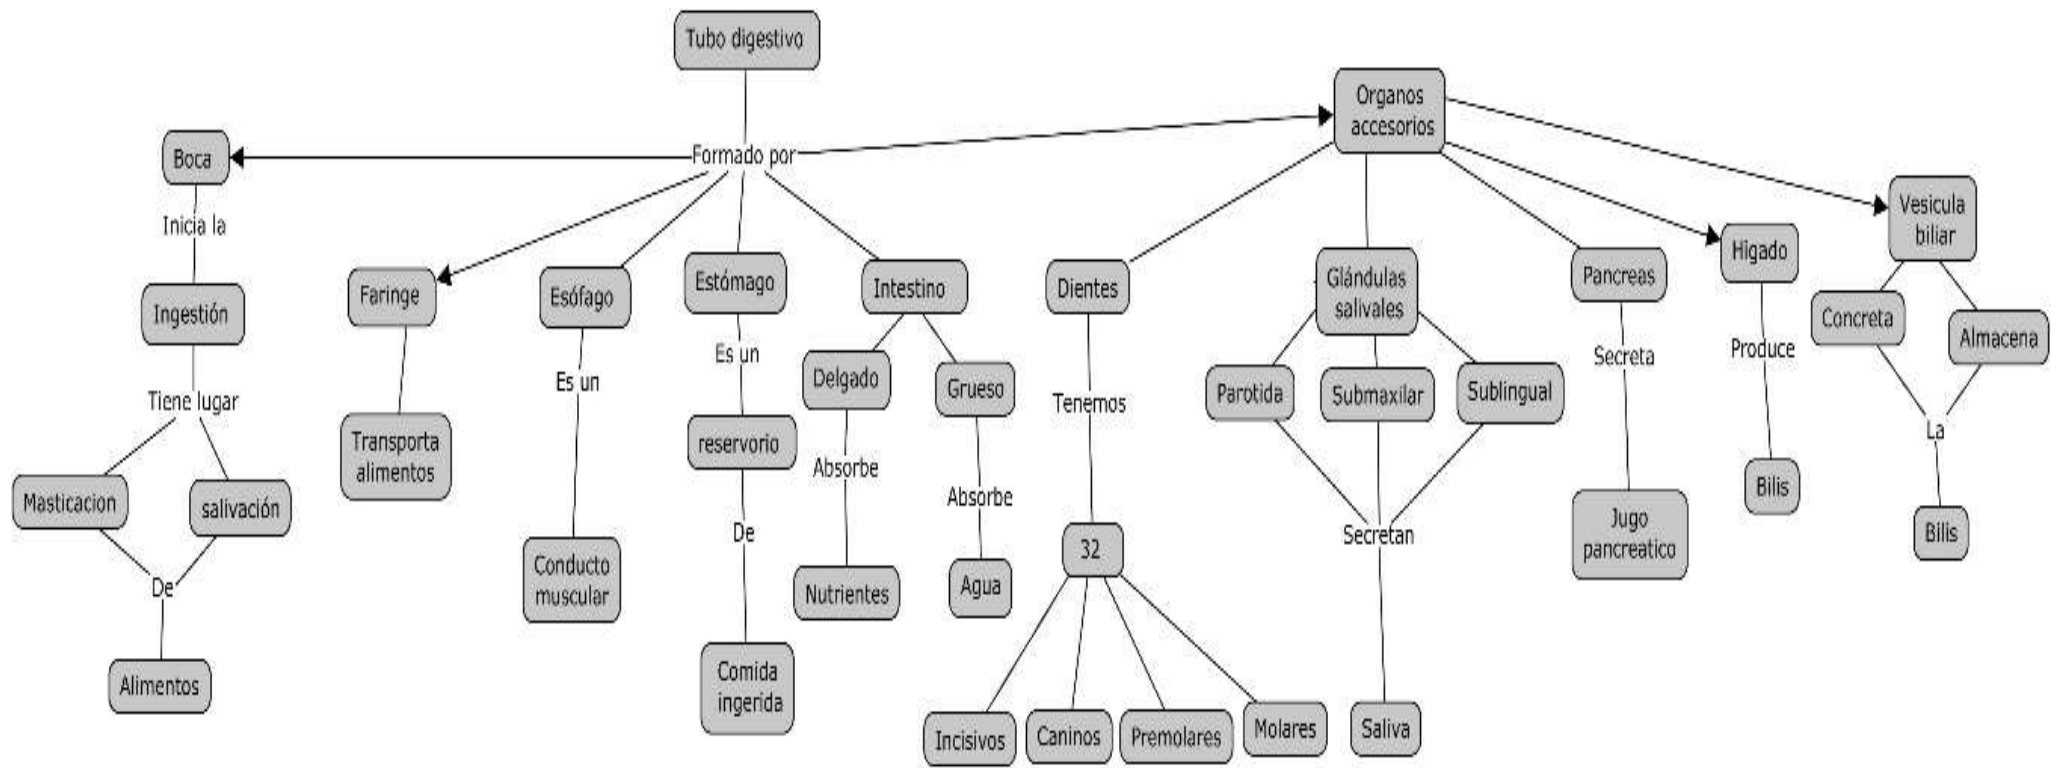 Tubo digestivo
Formado por
Boca
Inicia la
Ingestión
Tiene lugar
Masticacion
salivación
De
Alimentos
Faringe
Transporta
alimentos
Esófago
Es un
Conducto
muscular
Estómago
Es un
reservorio
De
Comida
ingerida
Intestino
Delgado
Absorbe
Nutrientes
Grueso
Absorbe
Agua
Organos
accesorios
Dientes
Tenemos
32
Incisivos
Caninos
Premolares
Molares
Glándulas
salivales
Parotida
Submaxilar
Sublingual
Secretan
Saliva
Pancreas
Secreta
Jugo
pancreatico
Higado
Produce
Bilis
Vesicula
biliar
Concreta
Almacena
La
Bilis